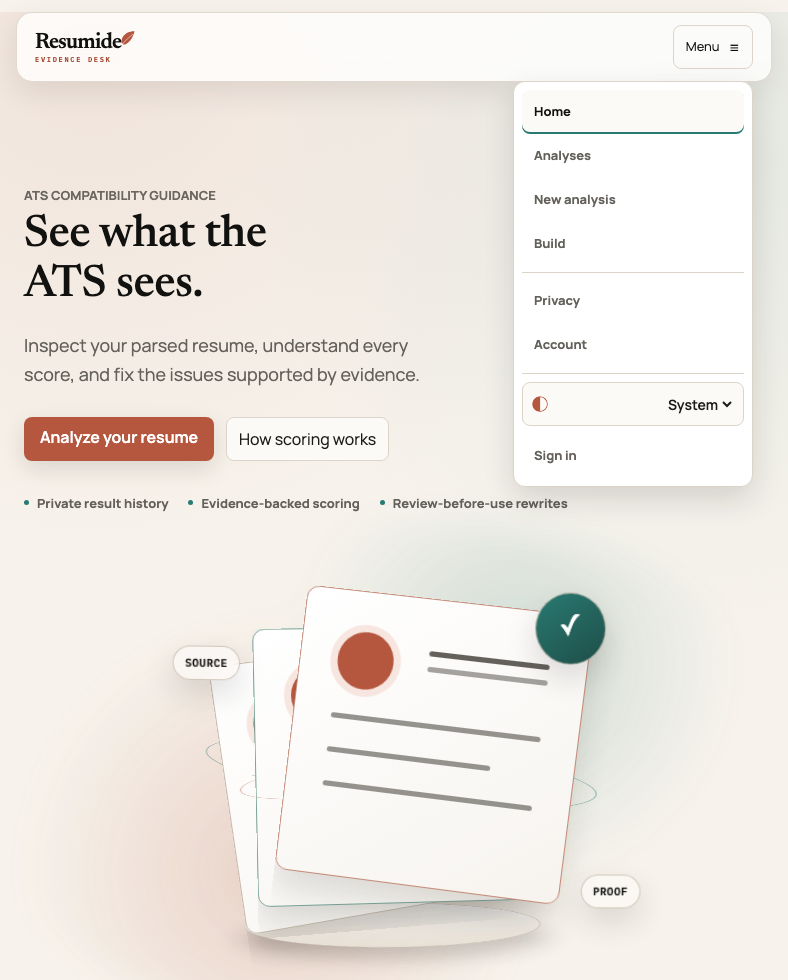 Resumide
EVIDENCE DESK
Menu ≡
Home
Analyses
New analysis
Build
Privacy
Account
System
Sign in
ATS COMPATIBILITY GUIDANCE
See what the
ATS sees.
Inspect your parsed resume, understand every
score, and fix the issues supported by evidence.
Analyze your resume
How scoring works
Private result history
Evidence-backed scoring
Review-before-use rewrites
SOURCE
PROOF